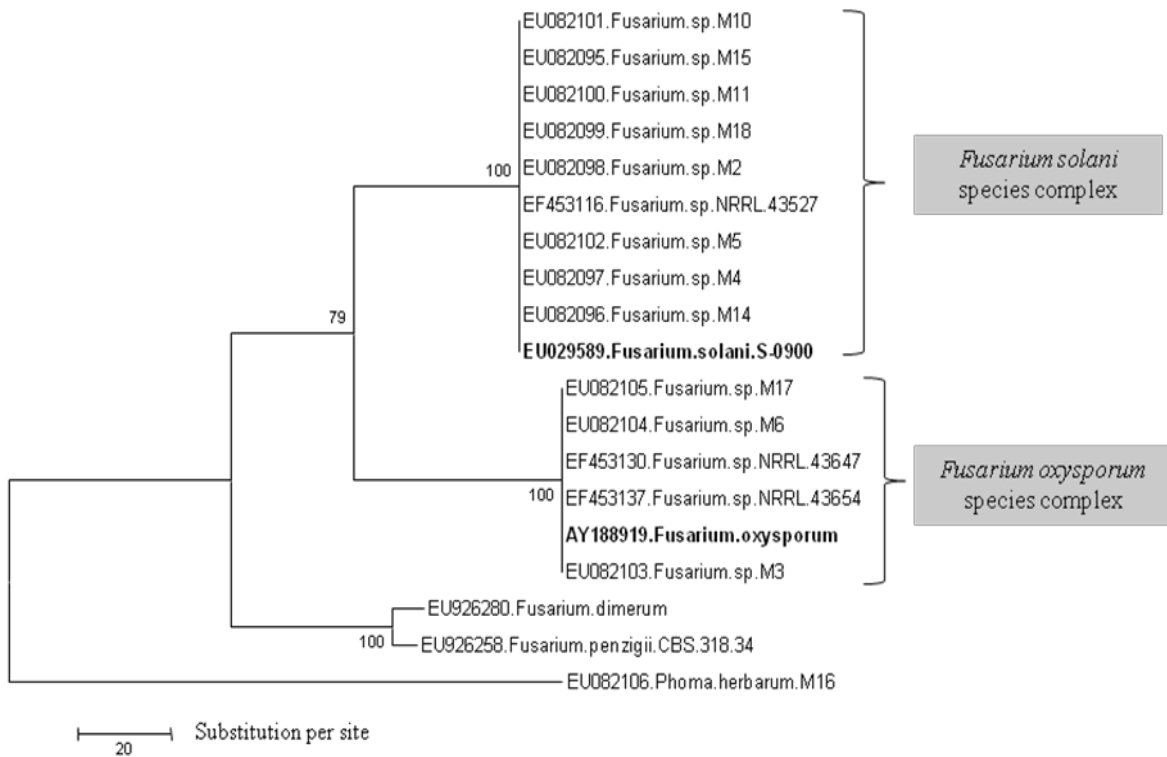 EU082101.Fusarium.sp.M10
EU082095.Fusarium.sp.M15
EU082100.Fusarium.sp.M11
EU082099.Fusarium.sp.M18
EU082098.Fusarium.sp.M2
100
EF453116.Fusarium.sp.NRRL.43527
EU082102.Fusarium.sp.M5
EU082097.Fusarium.sp.M4
EU082096.Fusarium.sp.M14
EU029589.Fusarium.solani.S-0900
Fusarium solani
species complex
79
EU082105.Fusarium.sp.M17
EU082104.Fusarium.sp.M6
EF453130.Fusarium.sp.NRRL.43647
EF453137.Fusarium.sp.NRRL.43654
100
AY188919.Fusarium.oxysporum
EU082103.Fusarium.sp.M3
Fusarium oxysporum
species complex
EU926280.Fusarium.dimerum
100
EU926258.Fusarium.penzigii.CBS.318.34
EU082106.Phoma.herbarum.M16
Substitution per site
20